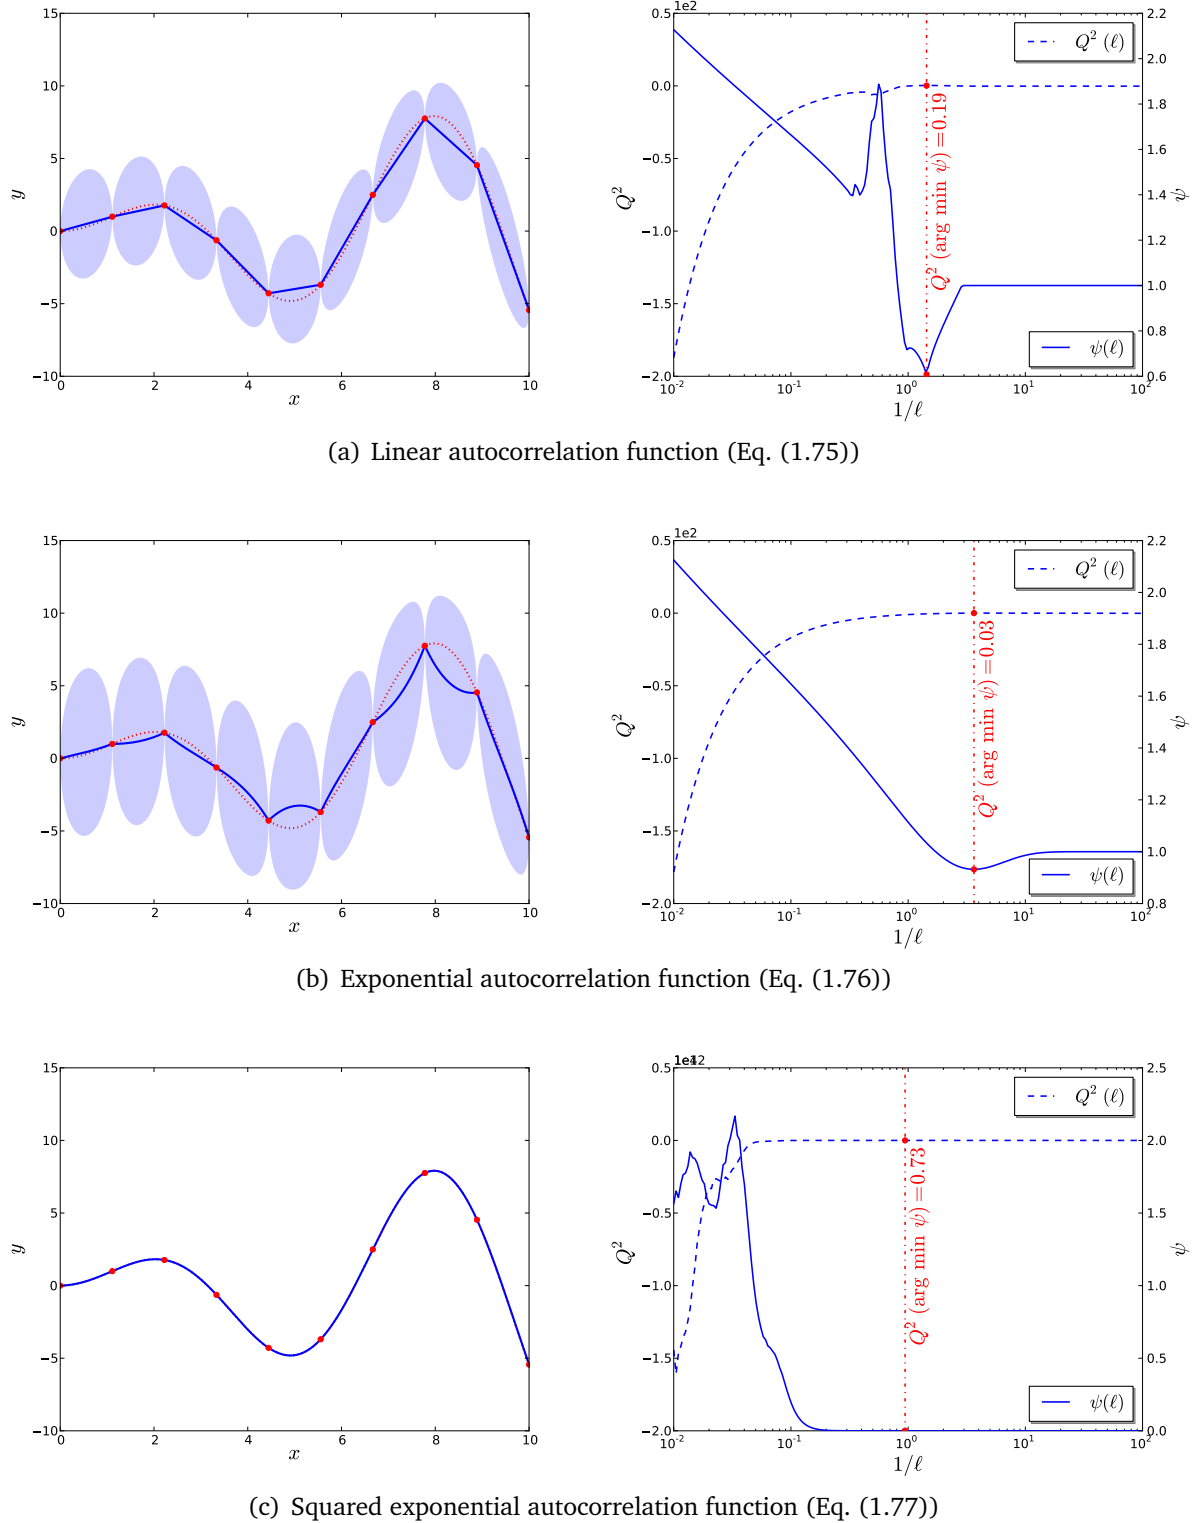 15
10
5
0
−5
−10
0 2 4 6 8 10
y
x
1e2
0.5
0.0
−0.5
−1.0
−1.5
−2.0
Q² (ℓ)
Q²
Q² (arg min ψ) =0.19
2.2
2.0
1.8
1.6
1.4
1.2
1.0
0.8
0.6
ψ
ψ(ℓ)
10⁻² 10⁻¹ 10⁰ 10¹ 10²
1/ℓ
(a) Linear autocorrelation function (Eq. (1.75))
15
10
5
0
−5
−10
0 2 4 6 8 10
y
x
1e2
0.5
0.0
−0.5
−1.0
−1.5
−2.0
Q² (ℓ)
Q²
Q² (arg min ψ) =0.03
2.2
2.0
1.8
1.6
1.4
1.2
1.0
0.8
ψ
ψ(ℓ)
10⁻² 10⁻¹ 10⁰ 10¹ 10²
1/ℓ
(b) Exponential autocorrelation function (Eq. (1.76))
15
10
5
0
−5
−10
0 2 4 6 8 10
y
x
0.5
0.0
−0.5
−1.0
−1.5
−2.0
Q² (ℓ)
Q²
Q² (arg min ψ) =0.73
2.5
2.0
1.5
1.0
0.5
0.0
ψ
ψ(ℓ)
10⁻² 10⁻¹ 10⁰ 10¹ 10²
1/ℓ
(c) Squared exponential autocorrelation function (Eq. (1.77))